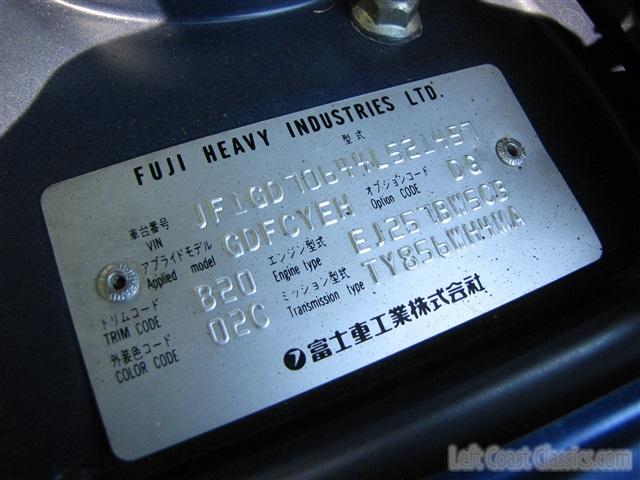 FUJI HEAVY INDUSTRIES LTD.
型式
車台番号
VIN
アプライドモデル
Applied model GDFCYEH
オプションコード
Option CODE D8
トリムコード
TRIM CODE B20
エンジン型式
Engine type EJ257BW5CB
外装色コード
COLOR CODE 02C
ミッション型式
Transmission type TY856WH4MA
富士重工業株式会社
Left Coast Classics.com